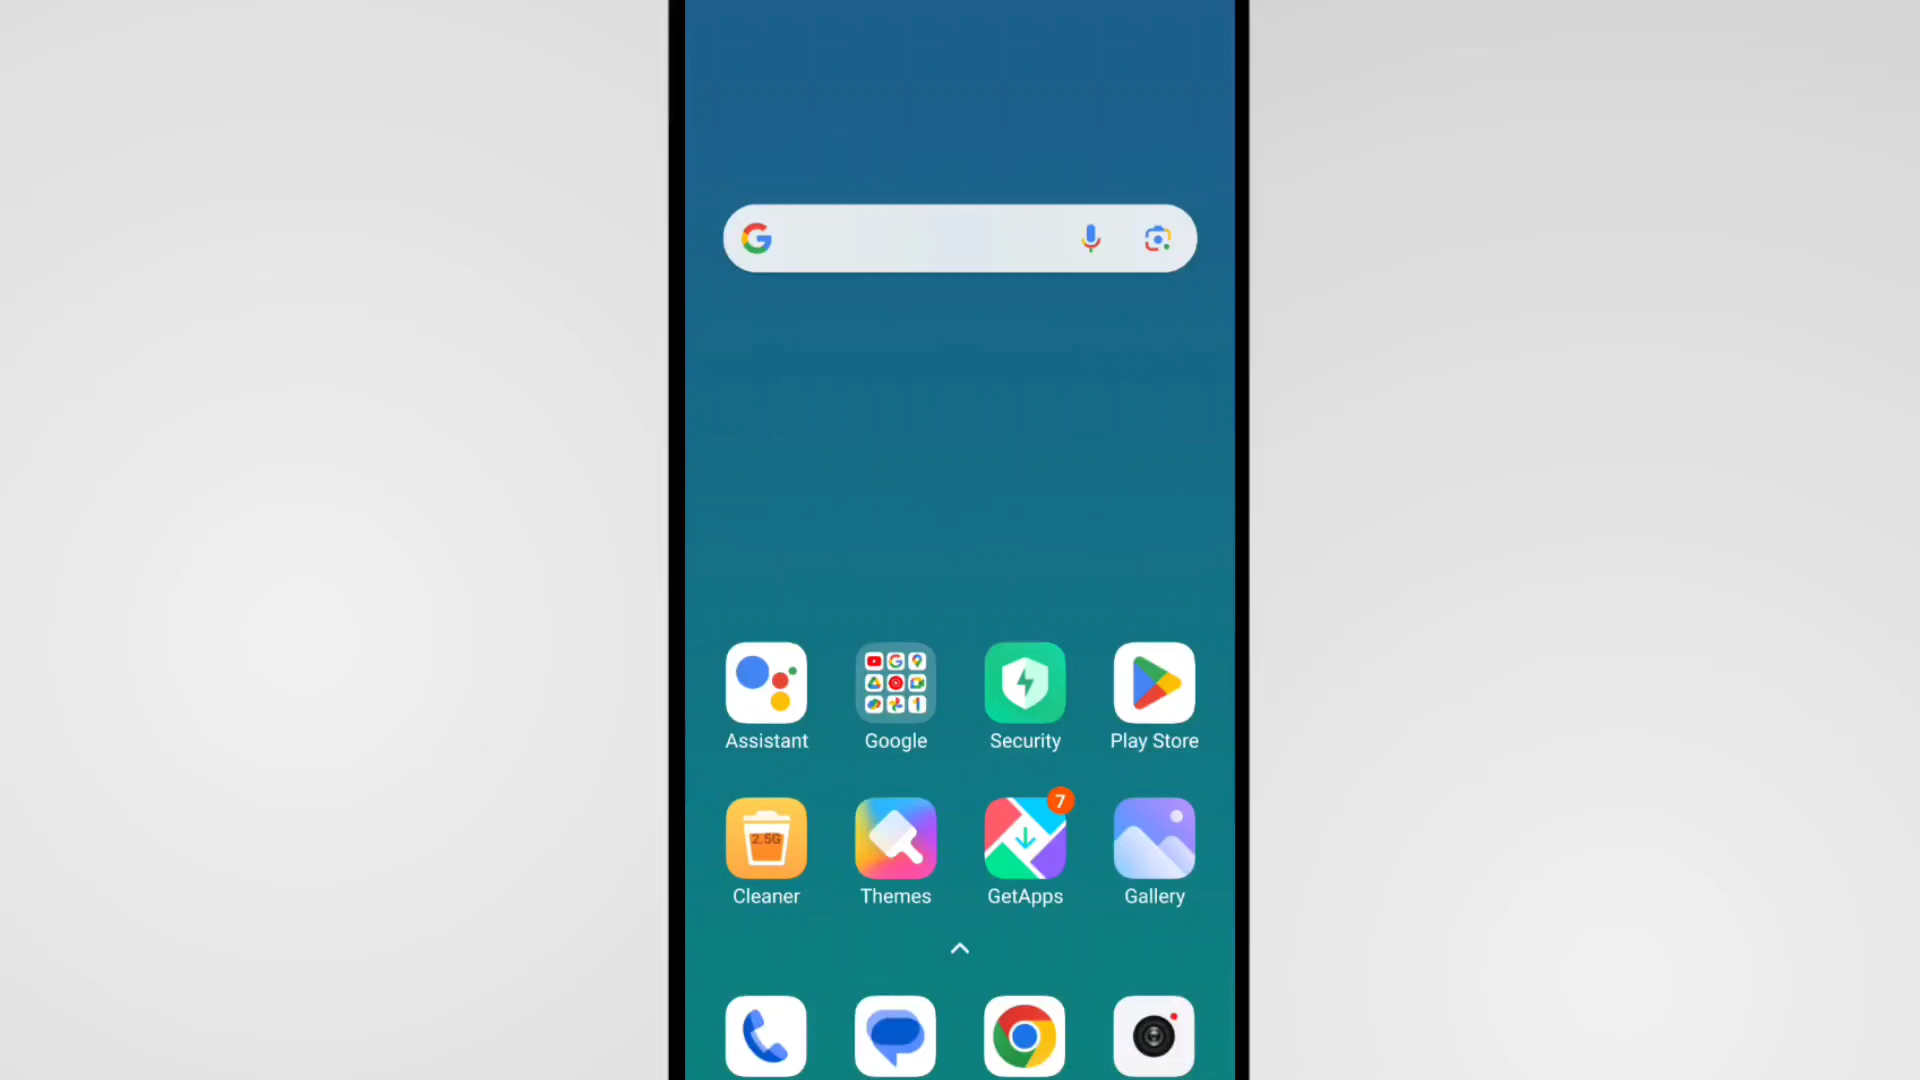 Assistant
Google
Security
Play Store
2.5G
7
Cleaner
Themes
GetApps
Gallery